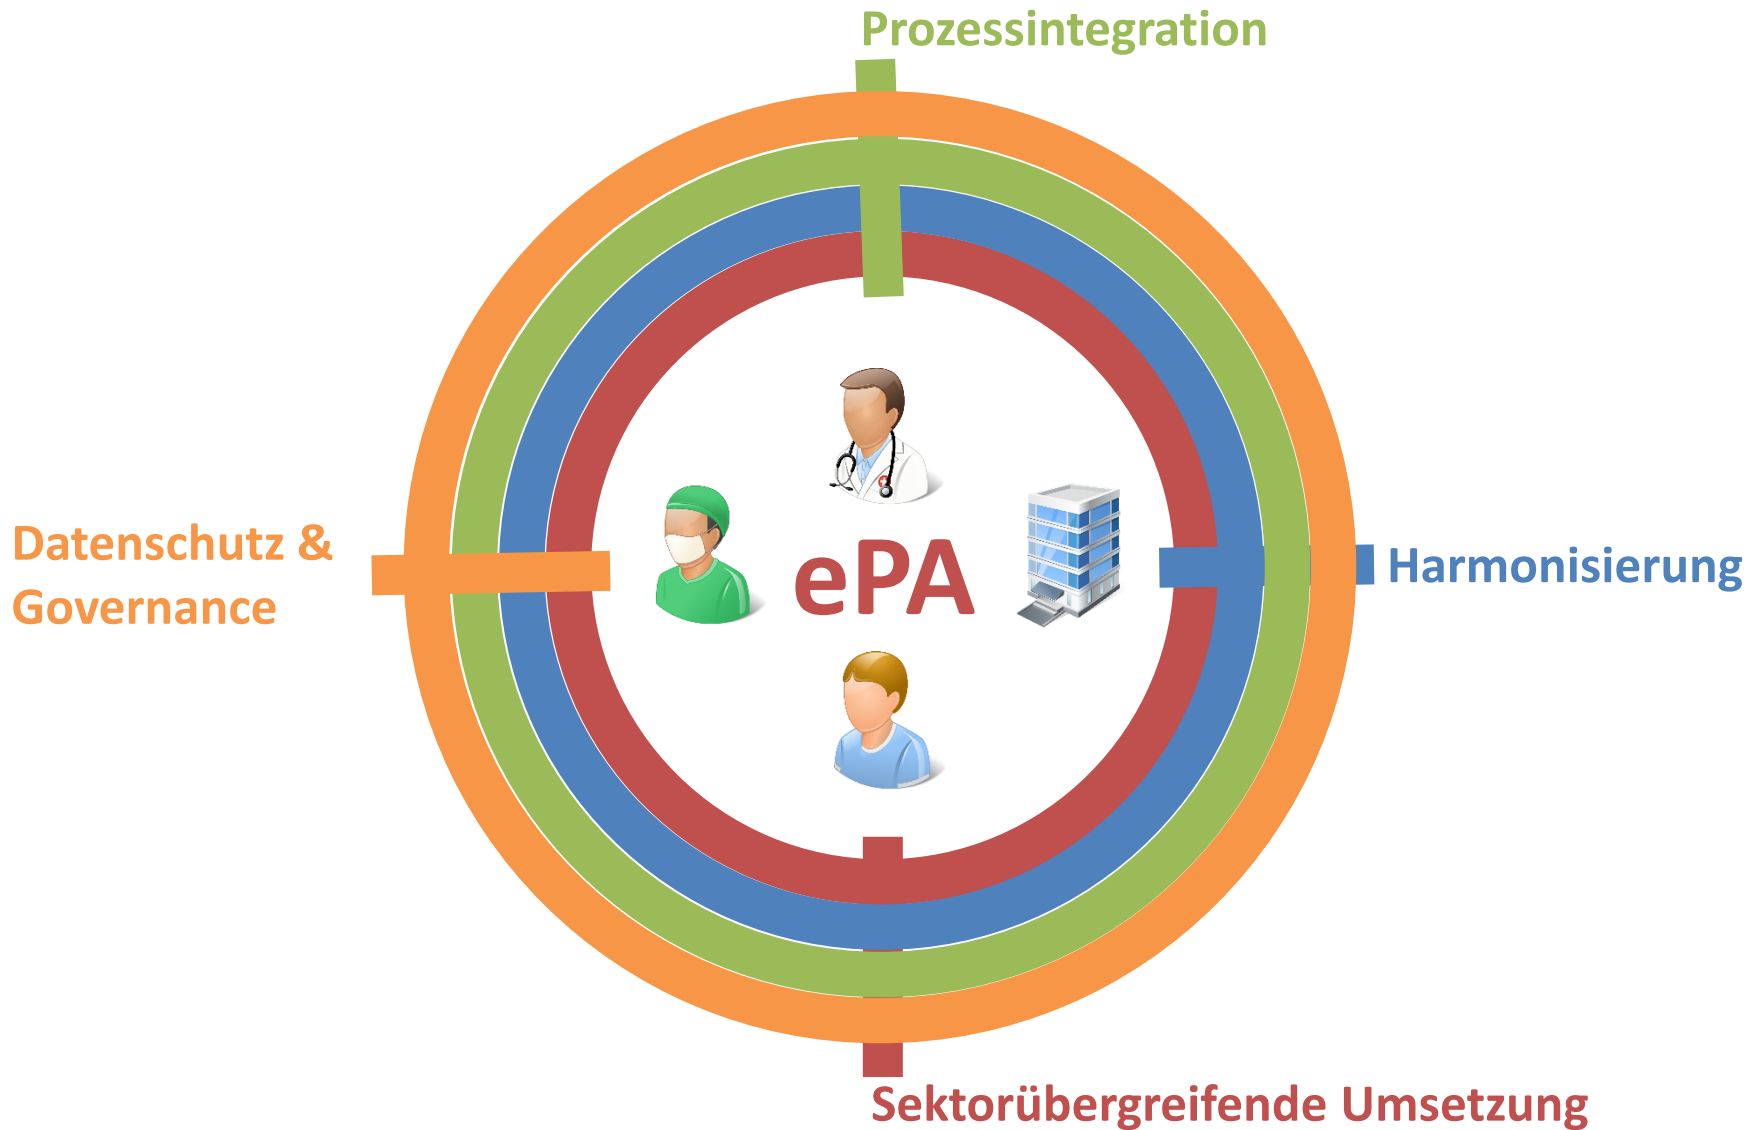 Prozessintegration
Datenschutz &
Governance
ePA
Harmonisierung
Sektorübergreifende Umsetzung